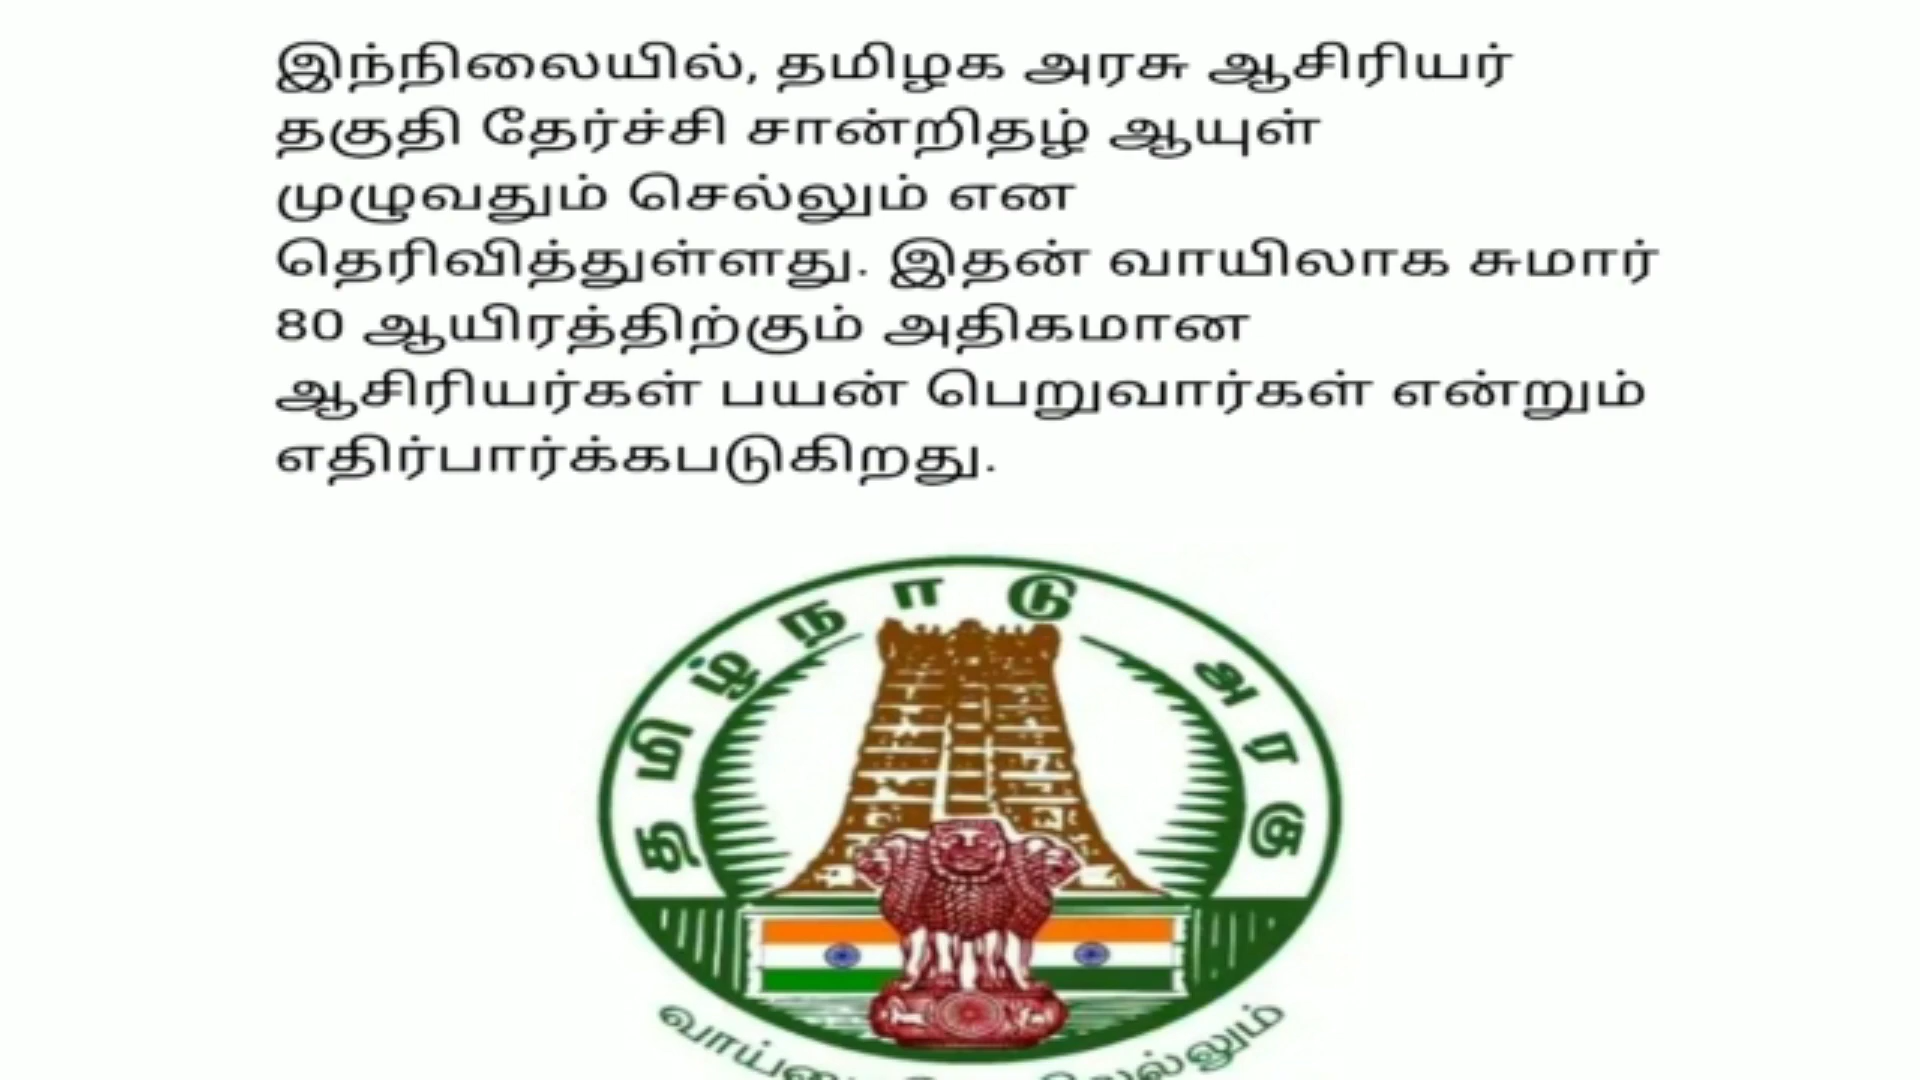 இந்நிலையில், தமிழக அரசு ஆசிரியர்
தகுதி தேர்ச்சி சான்றிதழ் ஆயுள்
முழுவதும் செல்லும் என
தெரிவித்துள்ளது. இதன் வாயிலாக சுமார்
80 ஆயிரத்திற்கும் அதிகமான
ஆசிரியர்கள் பயன் பெறுவார்கள் என்றும்
எதிர்பார்க்கபடுகிறது.
தமிழ்நாடு அரசு